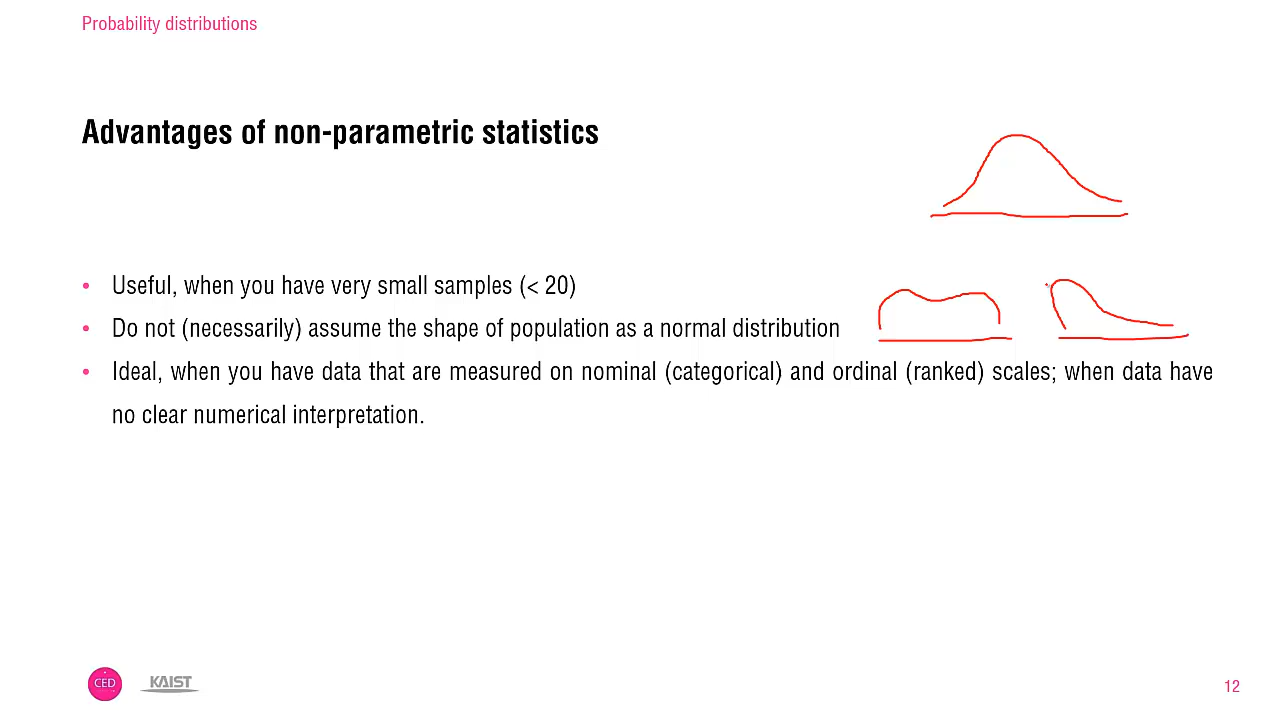 Probability distributions
Advantages of non-parametric statistics
• Useful, when you have very small samples (< 20)
• Do not (necessarily) assume the shape of population as a normal distribution
• Ideal, when you have data that are measured on nominal (categorical) and ordinal (ranked) scales; when data have
no clear numerical interpretation.
CED
KAIST
12